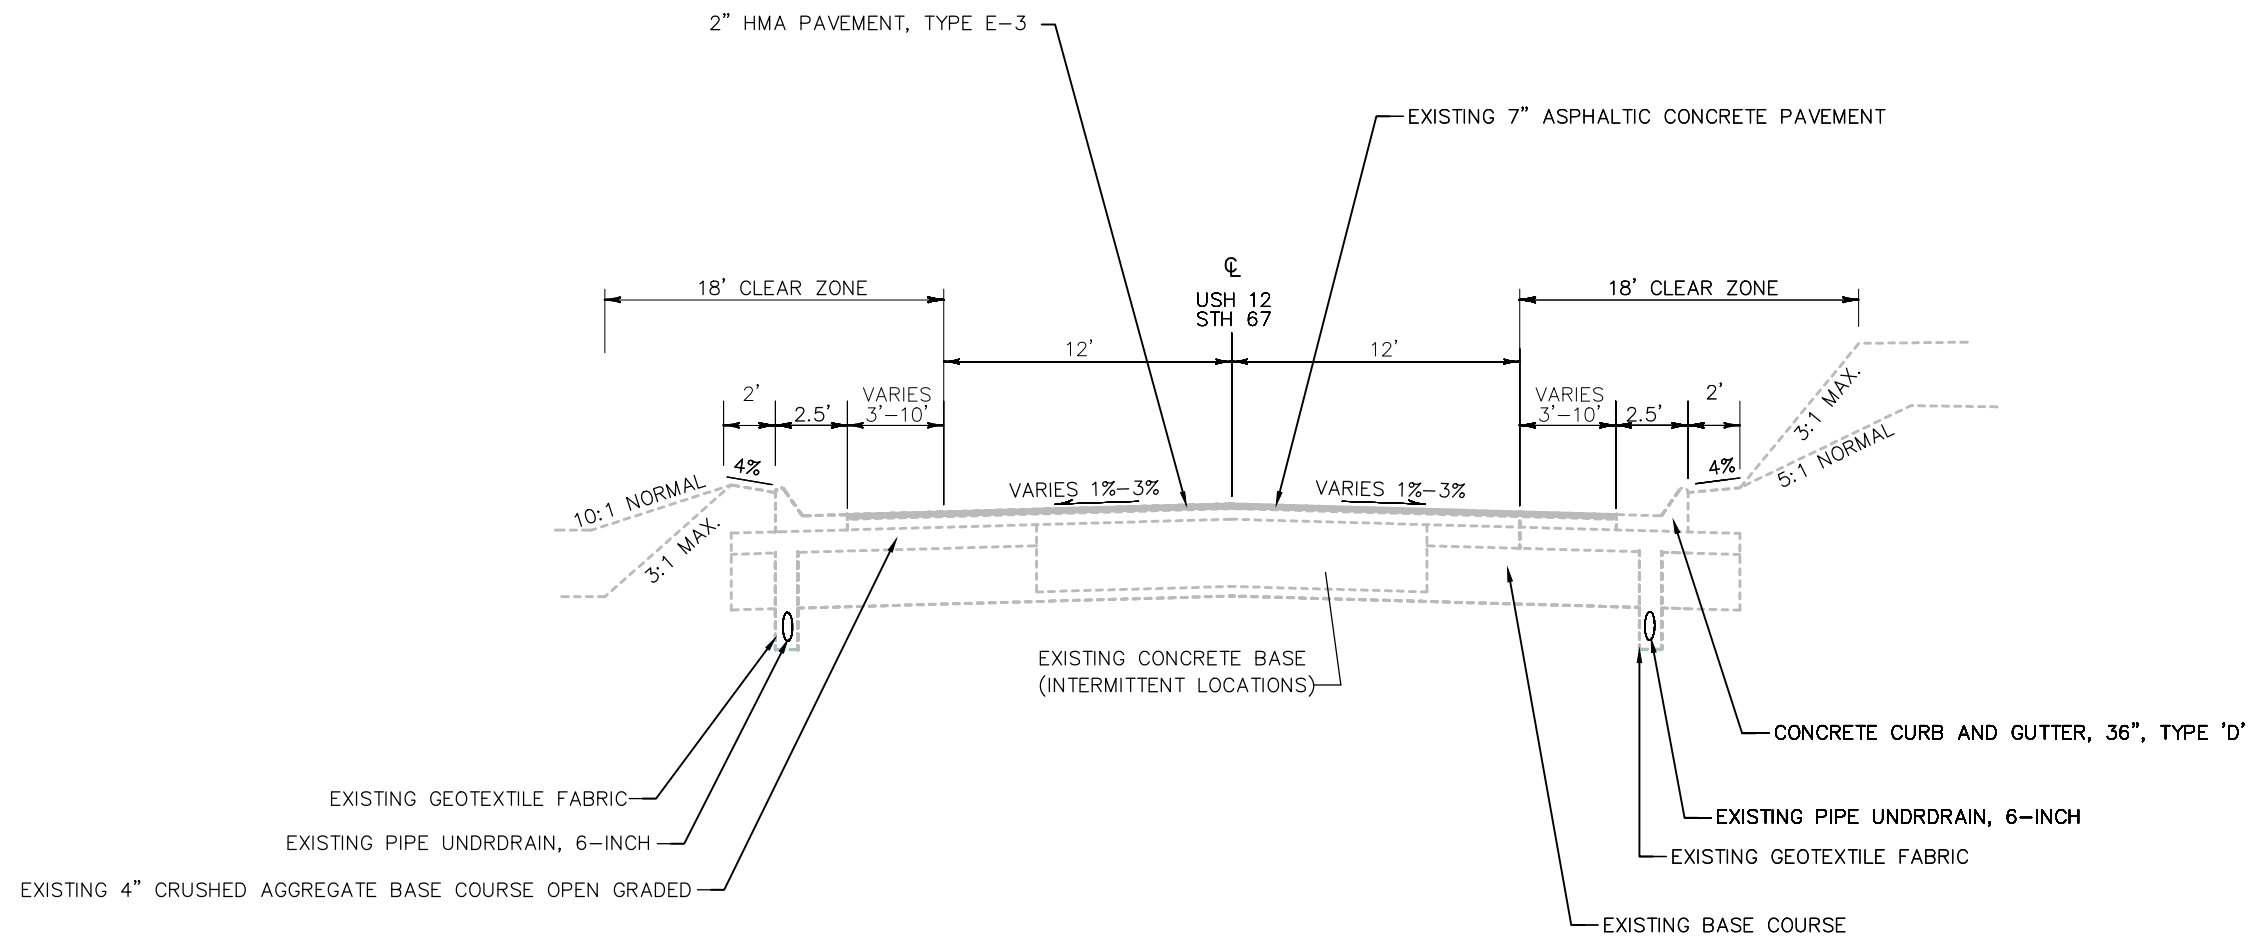 2” HMA PAVEMENT, TYPE E-3
EXISTING 7” ASPHALTIC CONCRETE PAVEMENT
℄
USH 12
STH 67
18' CLEAR ZONE
18' CLEAR ZONE
12'
12'
2'
2.5'
VARIES
3'-10'
VARIES
3'-10'
2.5'
2'
4%
4%
10:1 NORMAL
3:1 MAX.
VARIES 1%-3%
VARIES 1%-3%
3:1 MAX.
5:1 NORMAL
EXISTING CONCRETE BASE
(INTERMITTENT LOCATIONS)
CONCRETE CURB AND GUTTER, 36”, TYPE 'D'
EXISTING GEOTEXTILE FABRIC
EXISTING PIPE UNDRDRAIN, 6-INCH
EXISTING 4” CRUSHED AGGREGATE BASE COURSE OPEN GRADED
EXISTING PIPE UNDRDRAIN, 6-INCH
EXISTING GEOTEXTILE FABRIC
EXISTING BASE COURSE